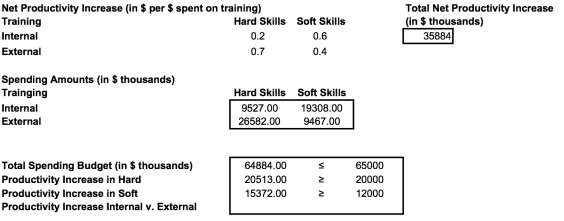 Net Productivity Increase (in $ per $ spent on training) Total Net Productivity Increase
Training Hard Skills Soft Skills (in $ thousands)
Internal 0.2 0.6 35884
External 0.7 0.4
Spending Amounts (in $ thousands)
Trainging Hard Skills Soft Skills
Internal 9527.00 19308.00
External 26582.00 9467.00
Total Spending Budget (in $ thousands) 64884.00 ≤ 65000
Productivity Increase in Hard 20513.00 ≥ 20000
Productivity Increase in Soft 15372.00 ≥ 12000
Productivity Increase Internal v. External